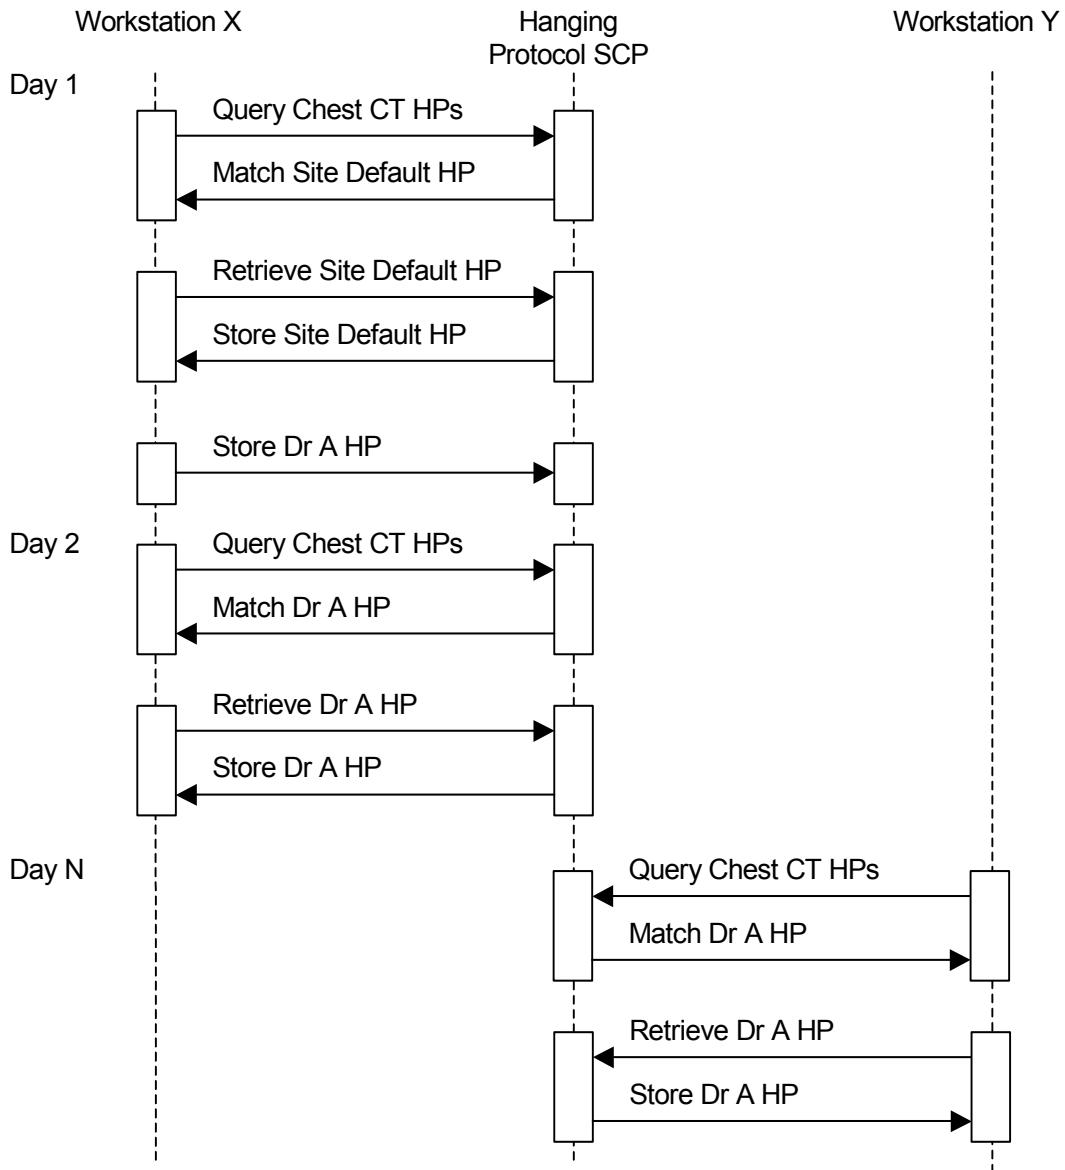 Workstation X
Hanging
Protocol SCP
Workstation Y
Day 1
Query Chest CT HPs
Match Site Default HP
Retrieve Site Default HP
Store Site Default HP
Store Dr A HP
Day 2
Query Chest CT HPs
Match Dr A HP
Retrieve Dr A HP
Store Dr A HP
Day N
Query Chest CT HPs
Match Dr A HP
Retrieve Dr A HP
Store Dr A HP